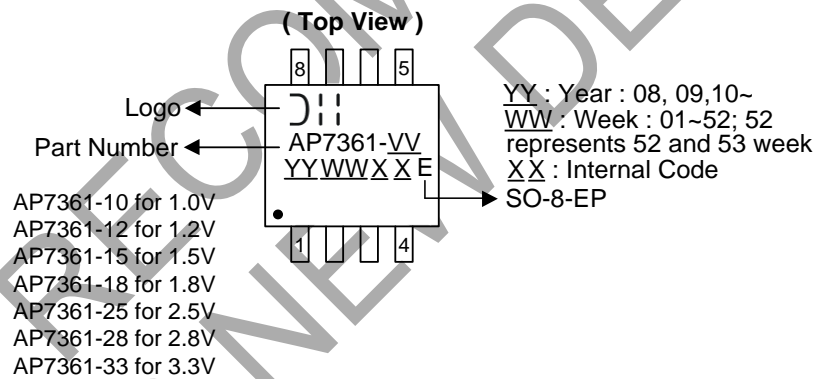 ( Top View )
8 5
Logo
Part Number
AP7361-VV
YYWWXXE
1 4
YY : Year : 08, 09,10~
WW : Week : 01~52; 52
represents 52 and 53 week
XX : Internal Code
SO-8-EP
AP7361-10 for 1.0V
AP7361-12 for 1.2V
AP7361-15 for 1.5V
AP7361-18 for 1.8V
AP7361-25 for 2.5V
AP7361-28 for 2.8V
AP7361-33 for 3.3V
RECOM
NEW DE